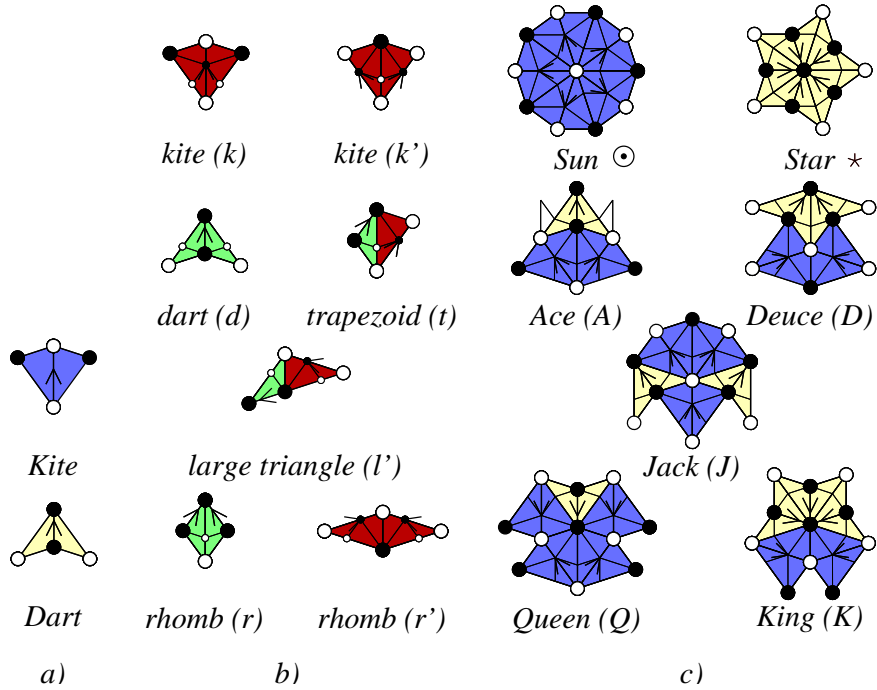 kite (k)
kite (k')
Sun ☉
Star ⋆
dart (d)
trapezoid (t)
Ace (A)
Deuce (D)
Kite
large triangle (l')
Jack (J)
Dart
rhomb (r)
rhomb (r')
Queen (Q)
King (K)
a)
b)
c)